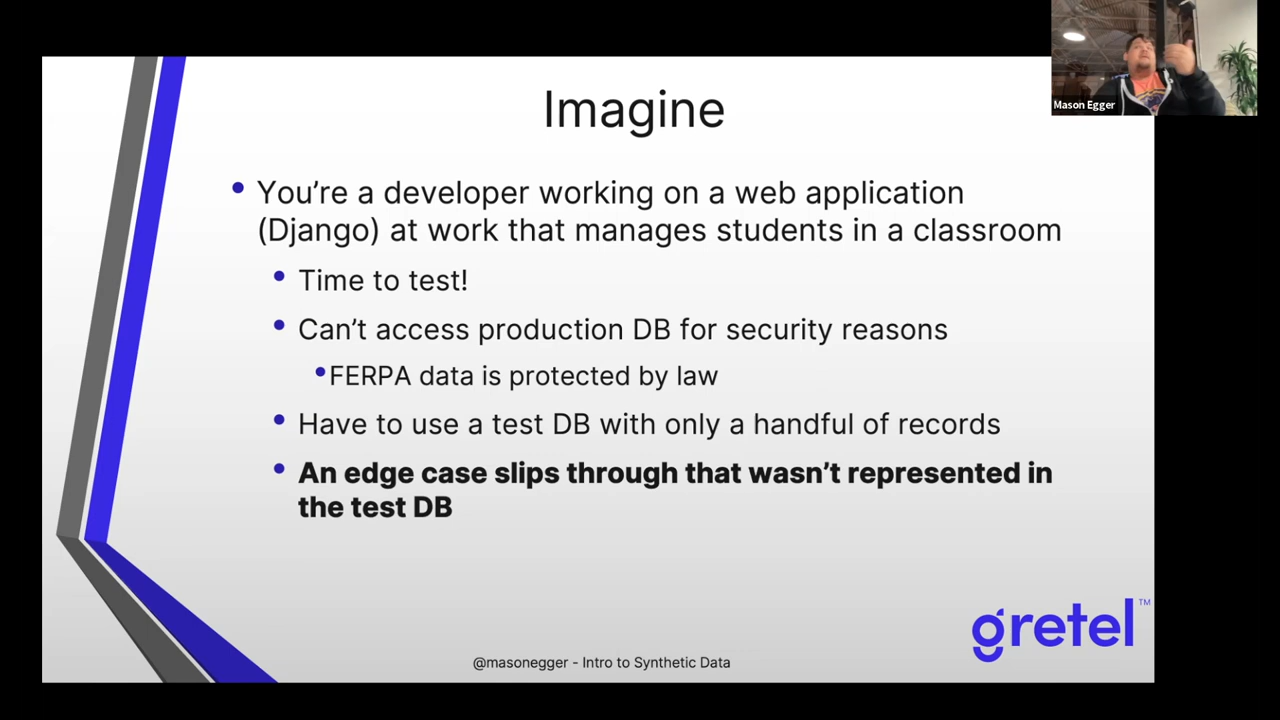 Mason Egger
Imagine
• You’re a developer working on a web application
(Django) at work that manages students in a classroom
• Time to test!
• Can’t access production DB for security reasons
•FERPA data is protected by law
• Have to use a test DB with only a handful of records
• An edge case slips through that wasn’t represented in
the test DB
gretel™
@masonegger - Intro to Synthetic Data